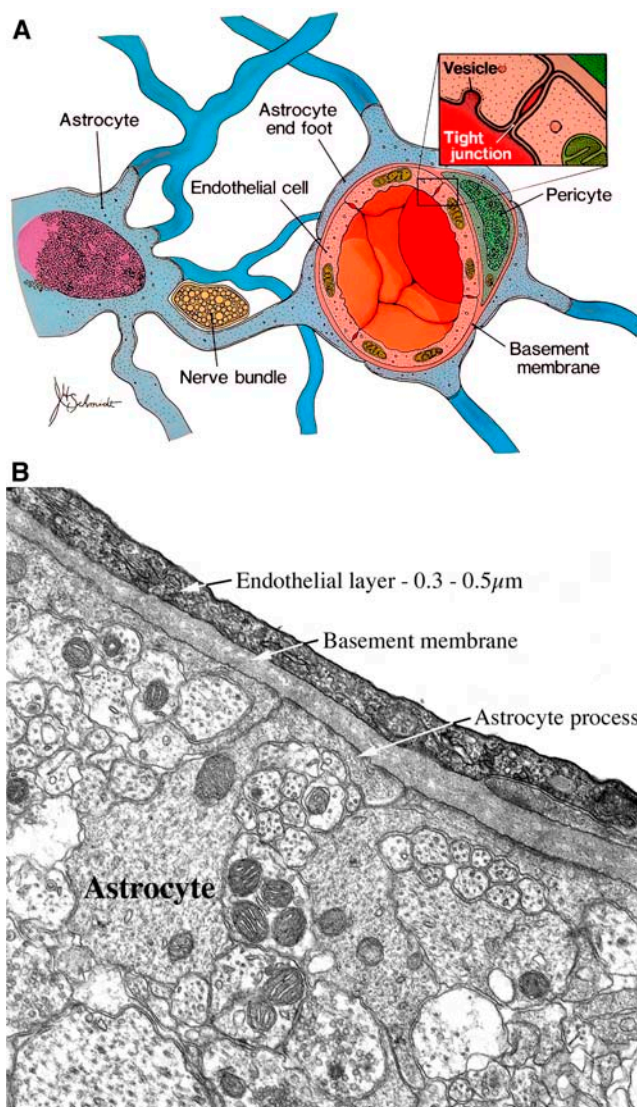 A
Vesicle
Tight
junction
Astrocyte
Astrocyte
end foot
Endothelial cell
Pericyte
Basement
membrane
Nerve bundle
Schmidt
B
Endothelial layer - 0.3 - 0.5µm
Basement membrane
Astrocyte process
Astrocyte